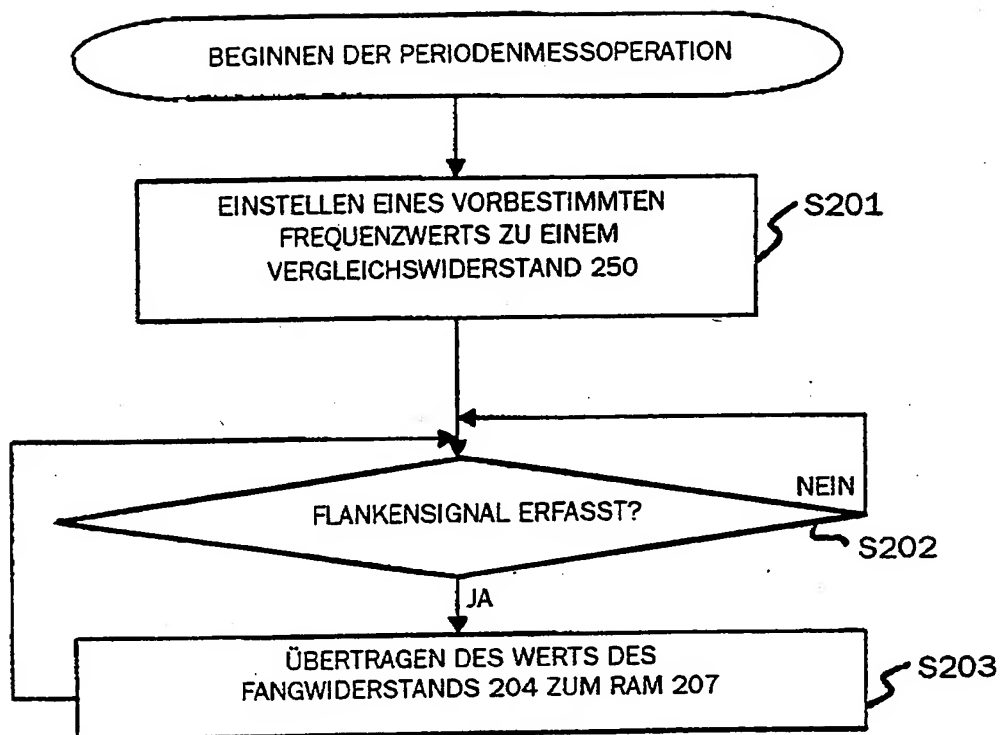 BEGINNEN DER PERIODENMESSOPERATION
EINSTELLEN EINES VORBESTIMMTEN
FREQUENZWERTS ZU EINEM
VERGLEICHSWIDERSTAND 250
S201
NEIN
FLANKENSIGNAL ERFASST?
S202
JA
ÜBERTRAGEN DES WERTS DES
FANGWIDERSTANDS 204 ZUM RAM 207
S203